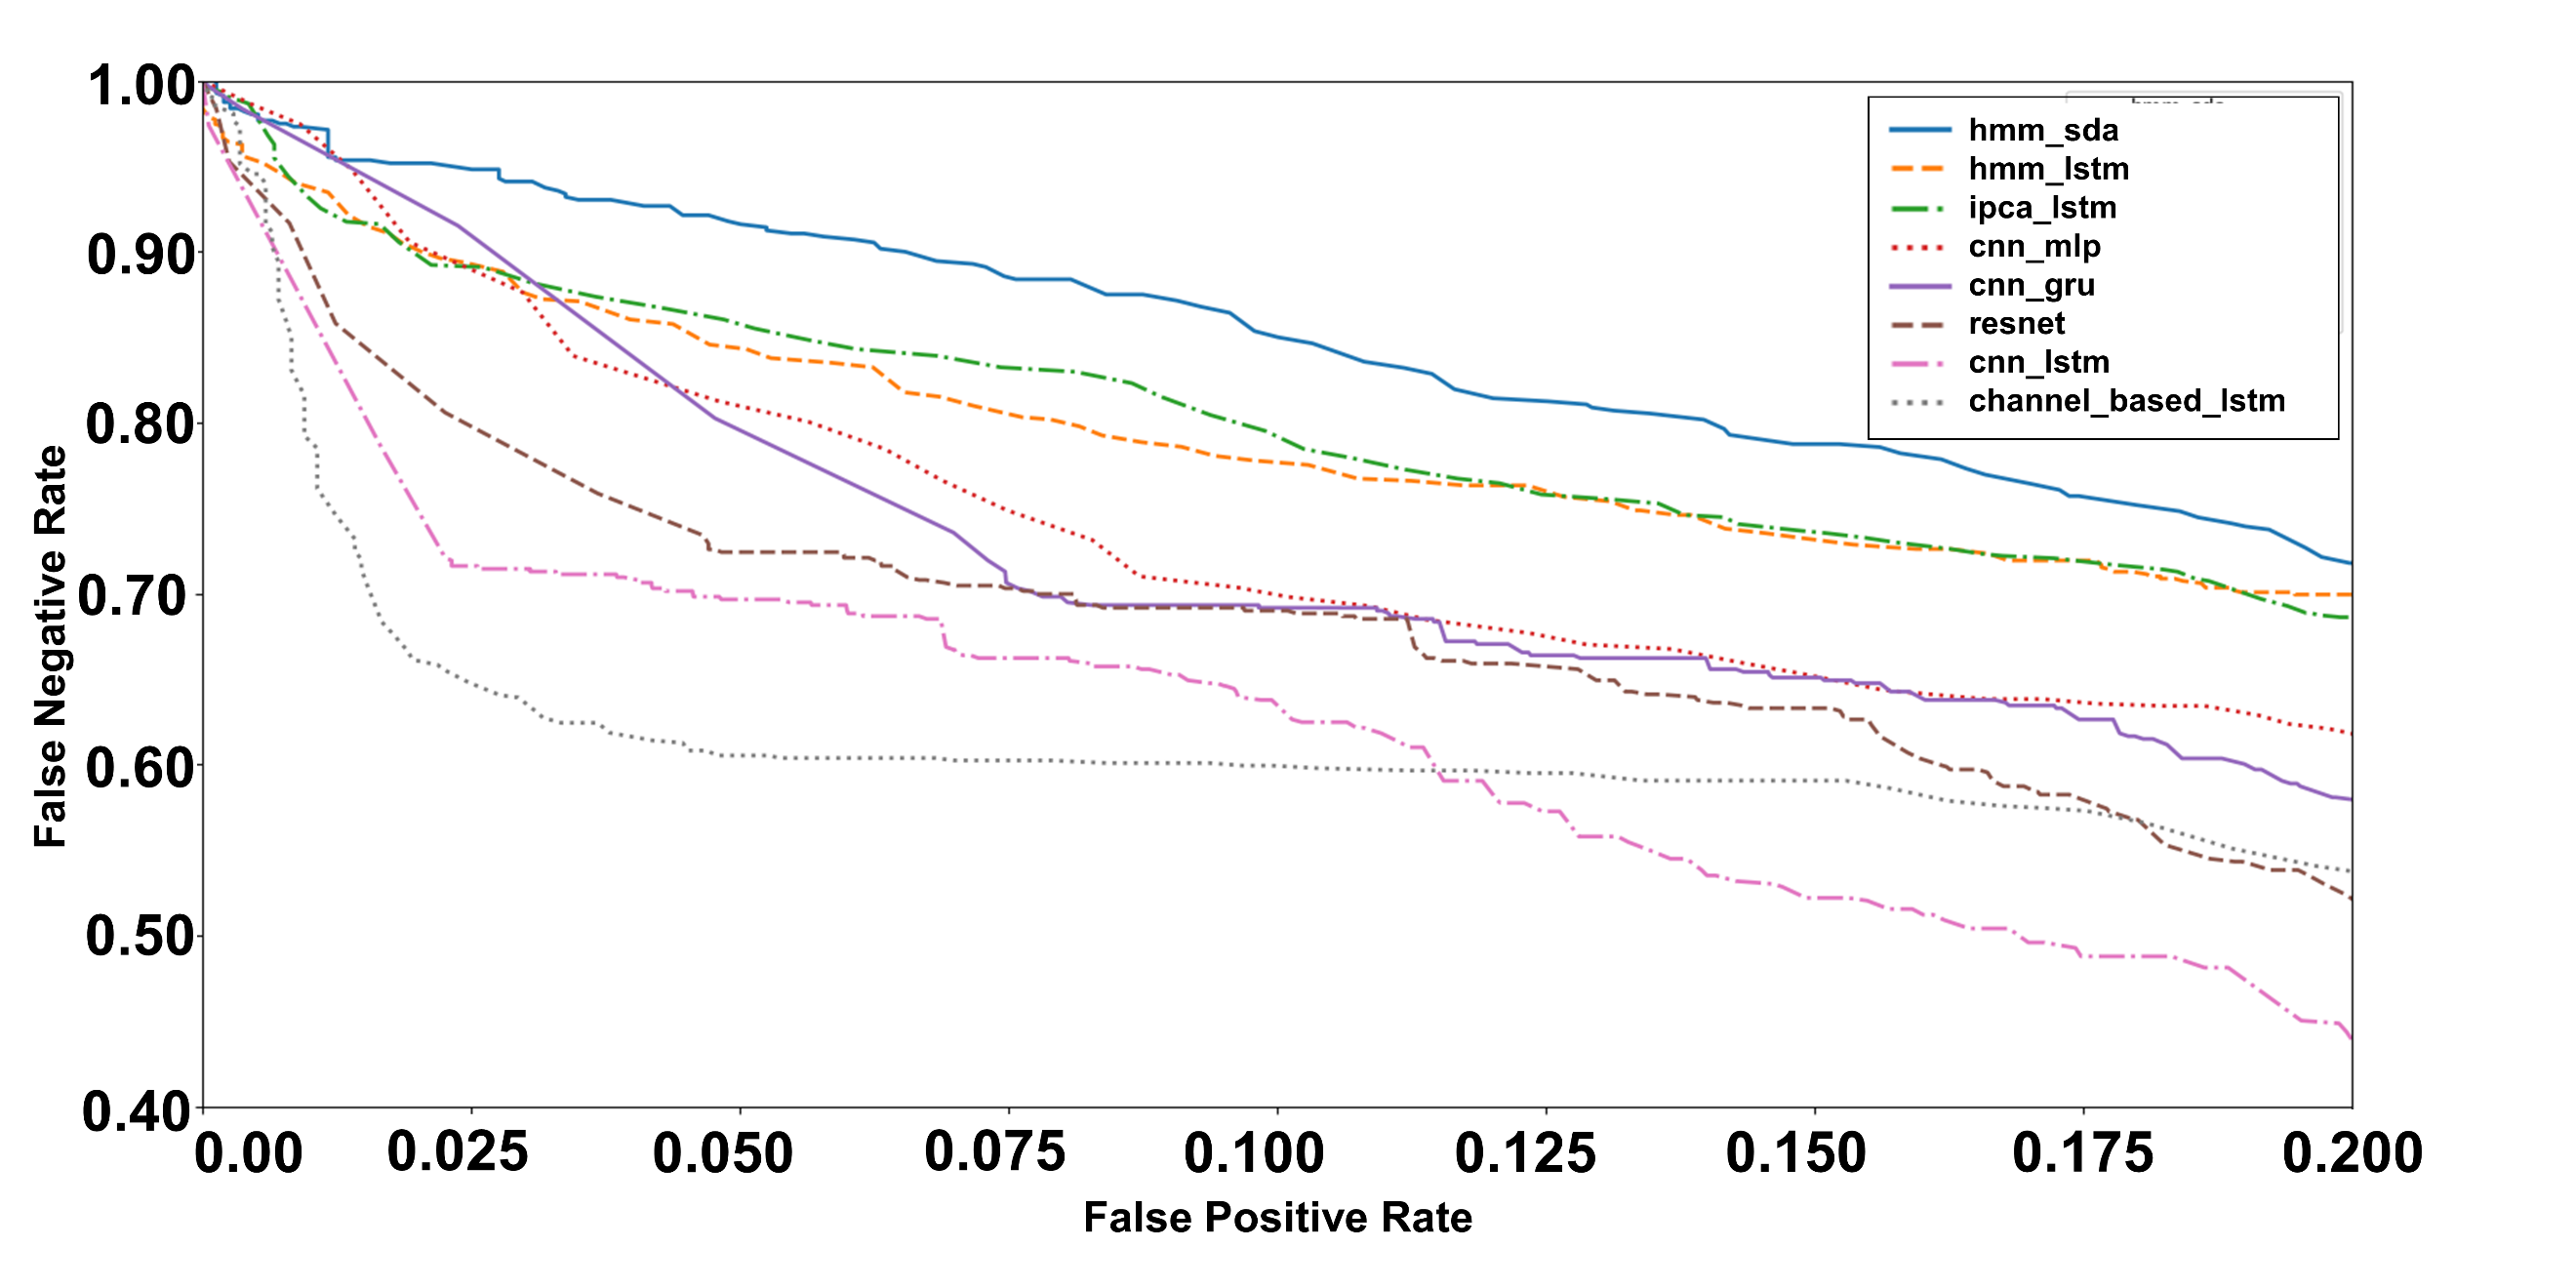 1.00
0.90
0.80
0.70
0.60
0.50
0.40
False Negative Rate
hmm_sda
hmm_lstm
ipca_lstm
cnn_mlp
cnn_gru
resnet
cnn_lstm
channel_based_lstm
0.00 0.025 0.050 0.075 0.100 0.125 0.150 0.175 0.200
False Positive Rate